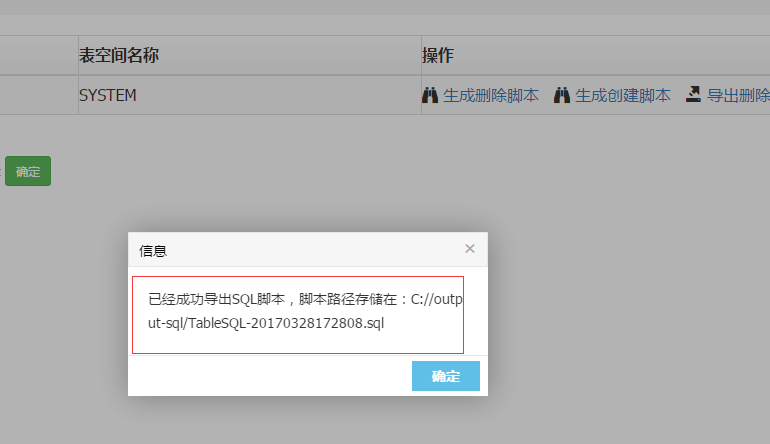 表空间名称 操作
SYSTEM 生成删除脚本 生成创建脚本 导出删除
确定
信息 ×
已经成功导出SQL脚本，脚本路径存储在：C://outp
ut-sql/TableSQL-20170328172808.sql
确定